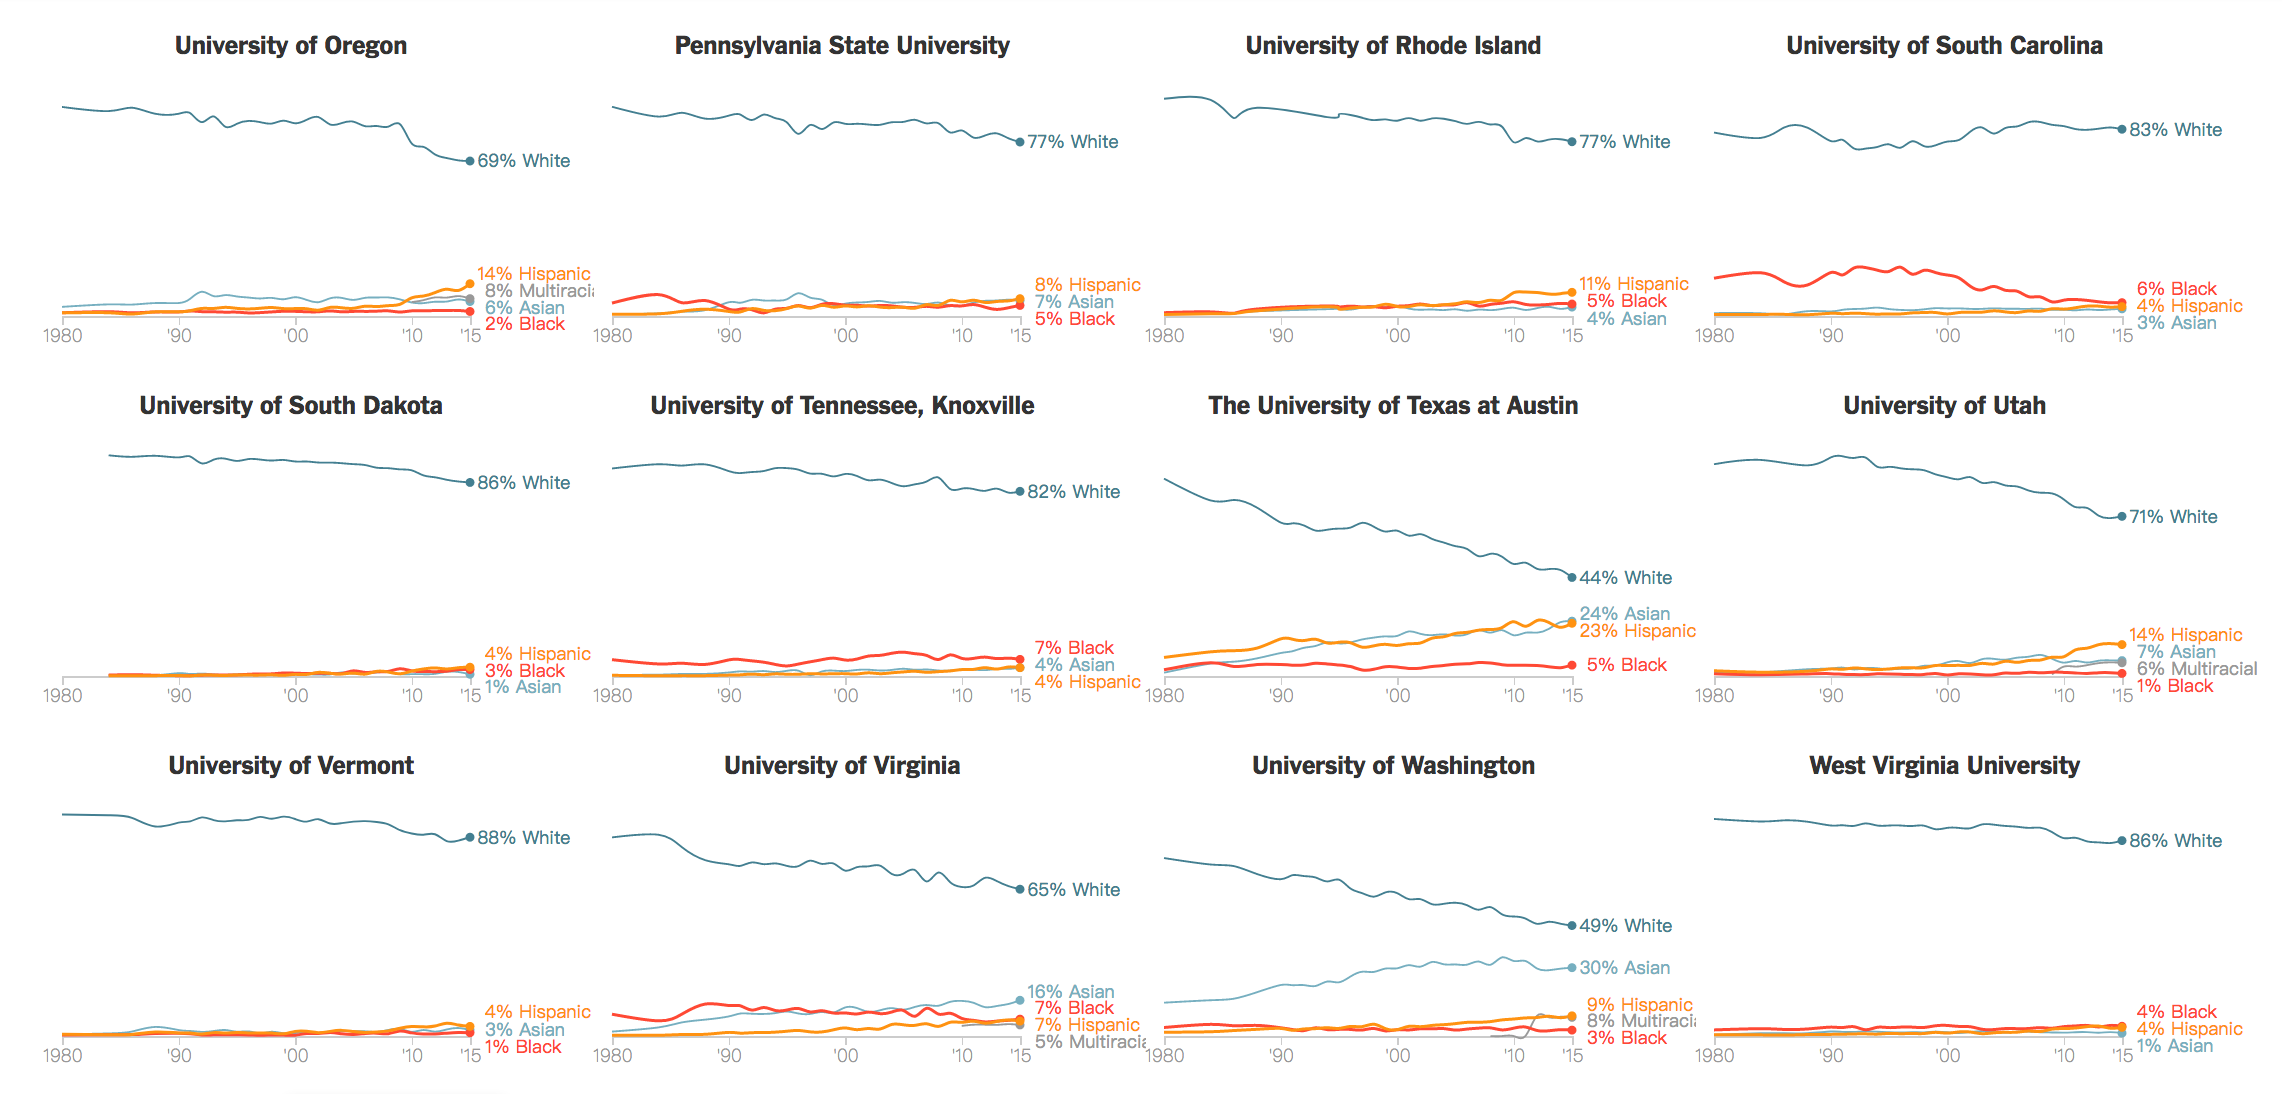 University of Oregon
69% White
14% Hispanic
8% Multiracia
6% Asian
2% Black
1980 '90 '00 '10 '15
Pennsylvania State University
77% White
8% Hispanic
7% Asian
5% Black
1980 '90 '00 '10 '15
University of Rhode Island
77% White
11% Hispanic
5% Black
4% Asian
1980 '90 '00 '10 '15
University of South Carolina
83% White
6% Black
4% Hispanic
3% Asian
1980 '90 '00 '10 '15
University of South Dakota
86% White
4% Hispanic
3% Black
1% Asian
1980 '90 '00 '10 '15
University of Tennessee, Knoxville
82% White
7% Black
4% Asian
4% Hispanic
1980 '90 '00 '10 '15
The University of Texas at Austin
44% White
24% Asian
23% Hispanic
5% Black
1980 '90 '00 '10 '15
University of Utah
71% White
14% Hispanic
7% Asian
6% Multiracial
1% Black
1980 '90 '00 '10 '15
University of Vermont
88% White
4% Hispanic
3% Asian
1% Black
1980 '90 '00 '10 '15
University of Virginia
65% White
16% Asian
7% Black
7% Hispanic
5% Multiracia
1980 '90 '00 '10 '15
University of Washington
49% White
30% Asian
9% Hispanic
8% Multiracia
3% Black
1980 '90 '00 '10 '15
West Virginia University
86% White
4% Black
4% Hispanic
1% Asian
1980 '90 '00 '10 '15